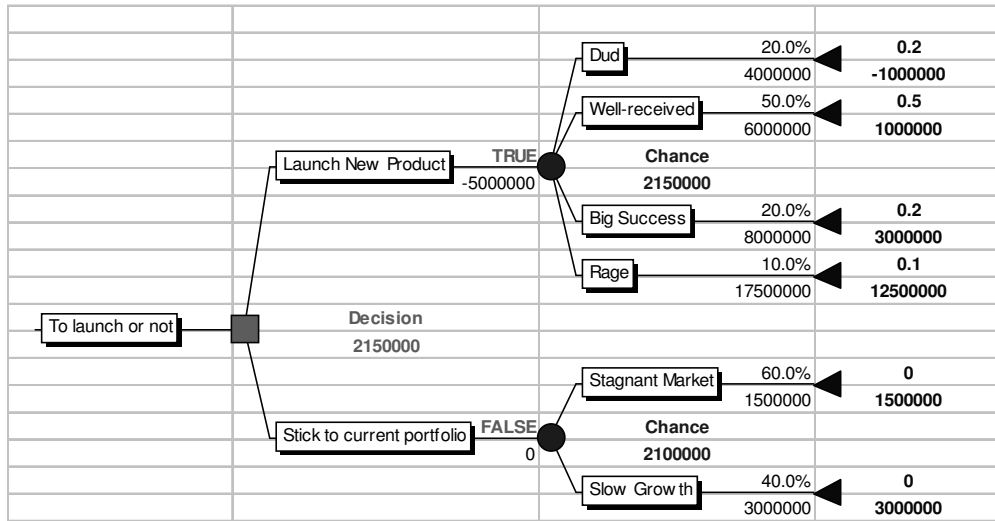 Dud 20.0% 0.2
4000000 -1000000
Well-received 50.0% 0.5
6000000 1000000
Launch New Product TRUE Chance
-5000000 2150000
Big Success 20.0% 0.2
8000000 3000000
Rage 10.0% 0.1
17500000 12500000
To launch or not Decision
2150000
Stagnant Market 60.0% 0
1500000 1500000
Stick to current portfolio FALSE Chance
0 2100000
Slow Growth 40.0% 0
3000000 3000000